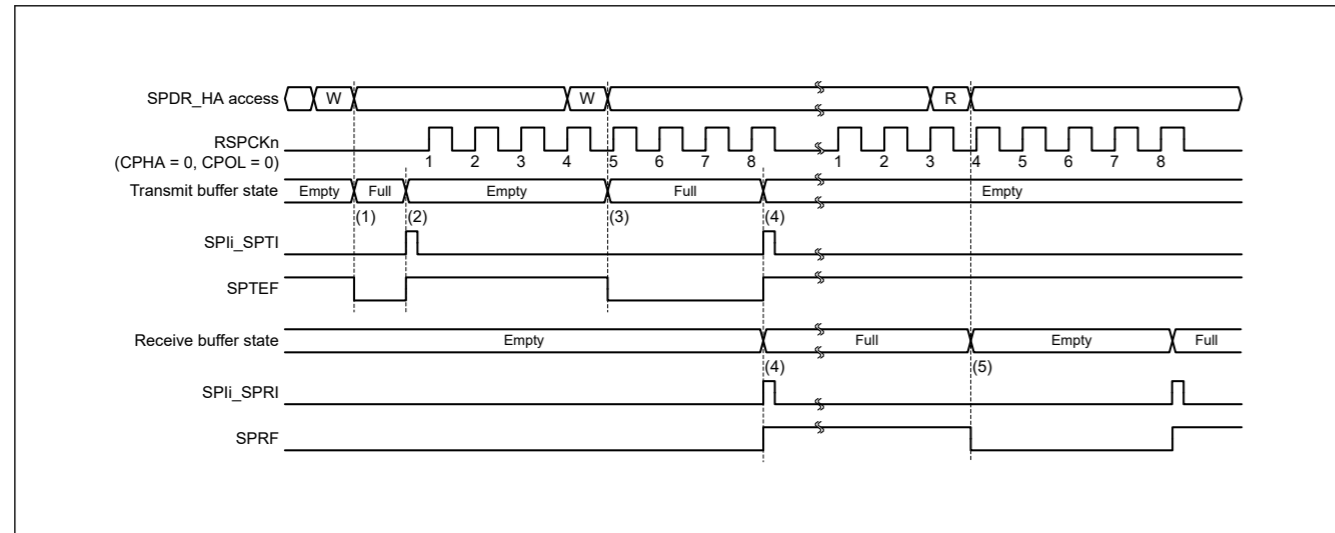 SPDR_HA access W W R
RSPCKn
(CPHA = 0, CPOL = 0) 1 2 3 4 5 6 7 8 1 2 3 4 5 6 7 8
Transmit buffer state Empty Full Empty Full Empty
(1) (2) (3) (4)
SPIi_SPTI
SPTEF
Receive buffer state Empty Full Empty Full
(4) (5)
SPIi_SPRI
SPRF